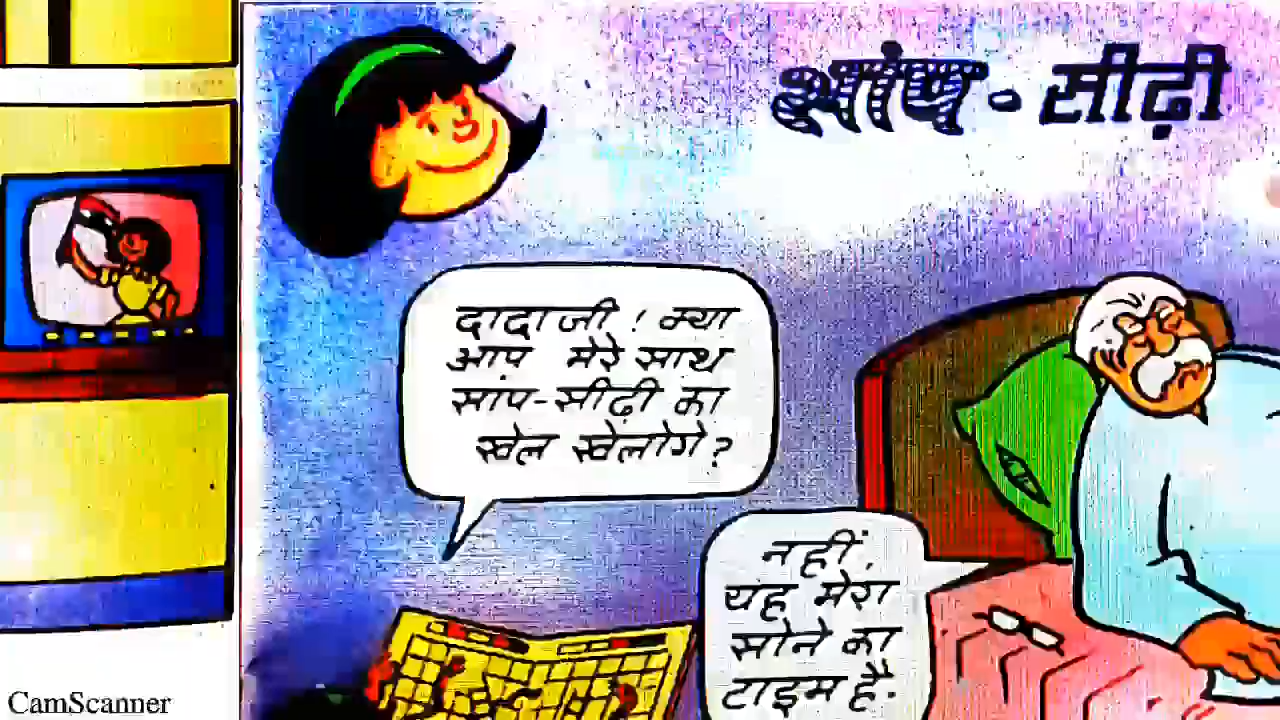 सांप-सीढ़ी
दादाजी! क्या
आप मेरे साथ
सांप-सीढ़ी का
खेल खेलोगे?
नहीं.
यह मेरा
सोने का
टाइम है.
CamScanner